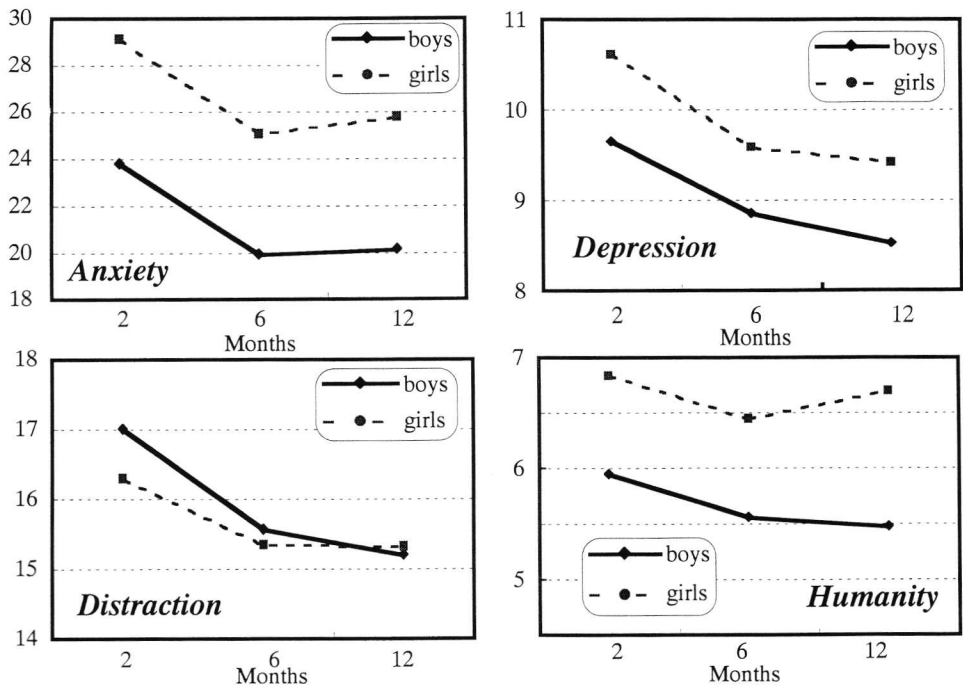 30
28
26
24
22
20
18
boys
girls
Anxiety
2 6 12
Months
11
10
9
8
boys
girls
Depression
2 6 12
Months
18
17
16
15
14
boys
girls
Distraction
2 6 12
Months
7
6
5
boys
girls
Humanity
2 6 12
Months